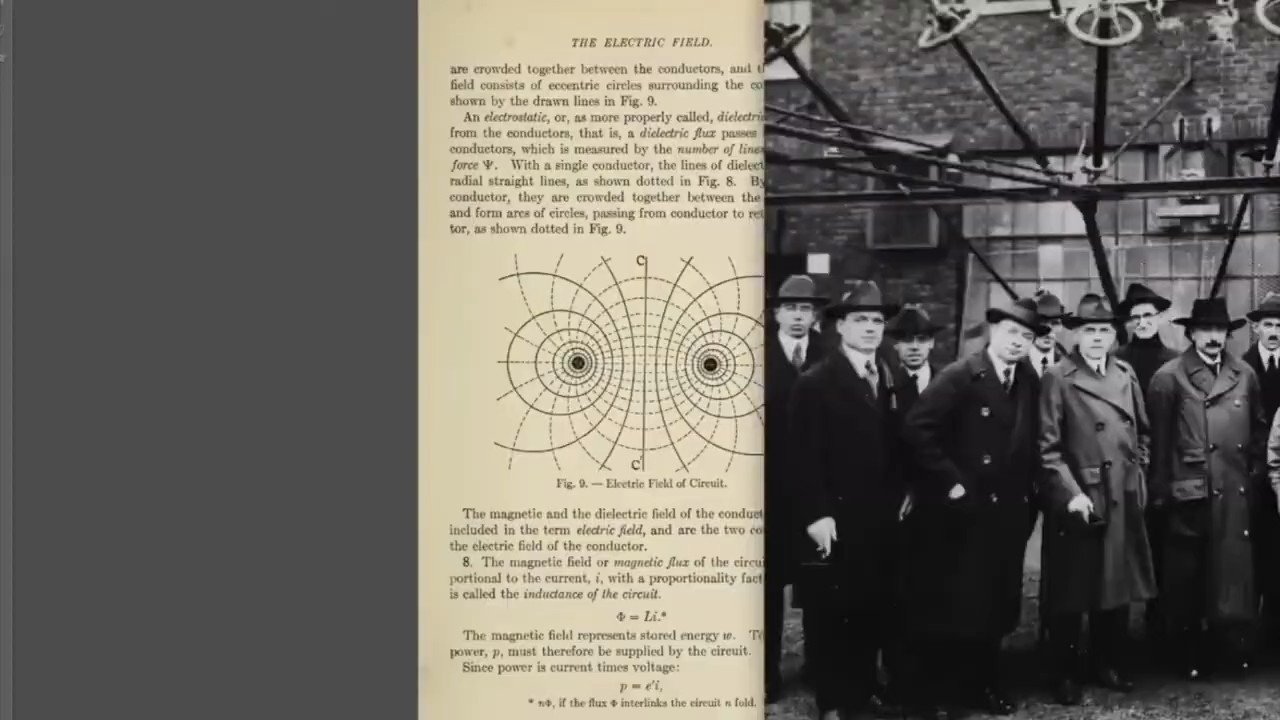 THE ELECTRIC FIELD.
are crowded together between the conductors, and
field consists of eccentric circles surrounding the
shown by the drawn lines in Fig. 9.
An electrostatic, or, as more properly called,
from the conductors, that is, a dielectric flux passes
conductors, which is measured by the number of
force Ψ. With a single conductor, the lines of
radial straight lines, as shown dotted in Fig. 8. By
conductor, they are crowded together between the
and form arcs of circles, passing from conductor to
tor, as shown dotted in Fig. 9.
C
C'
Fig. 9. — Electric Field of Circuit.
The magnetic and the dielectric field of the
included in the term electric field, and are the two
the electric field of the conductor.
8. The magnetic field or magnetic flux of the
portional to the current, i, with a proportionality
is called the inductance of the circuit.
Φ = Li.*
The magnetic field represents stored energy w.
power, p, must therefore be supplied by the circuit.
Since power is current times voltage:
p = e'i,
* nΦ, if the flux Φ interlinks the circuit n fold.